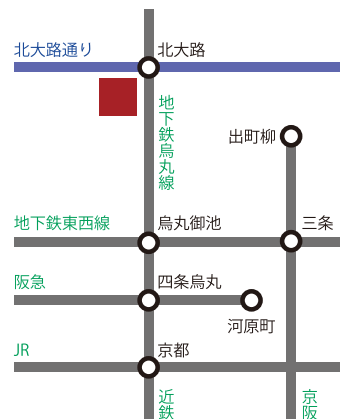 北大路通り
北大路
地下鉄烏丸線
出町柳
地下鉄東西線
烏丸御池
三条
阪急
四条烏丸
河原町
JR
京都
近鉄
京阪